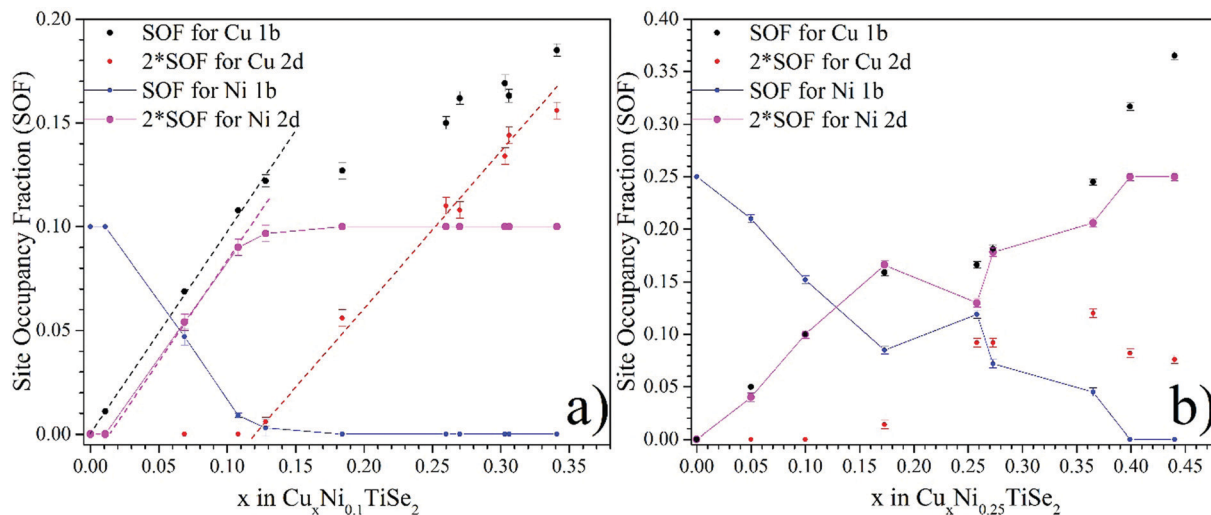 0.20
0.15
0.10
0.05
0.00
Site Occupancy Fraction (SOF)
SOF for Cu 1b
2*SOF for Cu 2d
SOF for Ni 1b
2*SOF for Ni 2d
a)
0.00 0.05 0.10 0.15 0.20 0.25 0.30 0.35
x in CuₓNi₀.₁TiSe₂
0.40
0.35
0.30
0.25
0.20
0.15
0.10
0.05
0.00
Site Occupancy Fraction (SOF)
SOF for Cu 1b
2*SOF for Cu 2d
SOF for Ni 1b
2*SOF for Ni 2d
b)
0.00 0.05 0.10 0.15 0.20 0.25 0.30 0.35 0.40 0.45
x in CuₓNi₀.₂₅TiSe₂